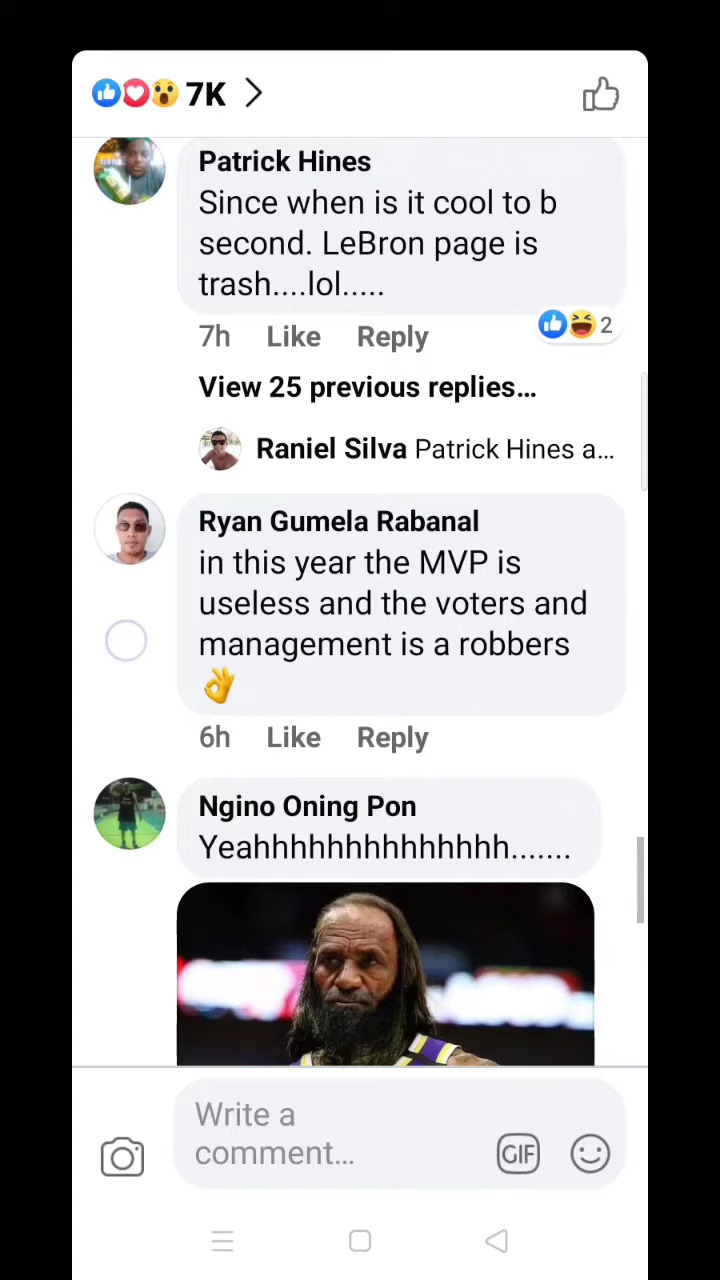 7K
Patrick Hines
Since when is it cool to b
second. LeBron page is
trash....lol.....
7h Like Reply 2
View 25 previous replies...
Raniel Silva Patrick Hines a...
Ryan Gumela Rabanal
in this year the MVP is
useless and the voters and
management is a robbers
👌
6h Like Reply
Ngino Oning Pon
Yeahhhhhhhhhhhhhh.......
Write a
comment...
GIF